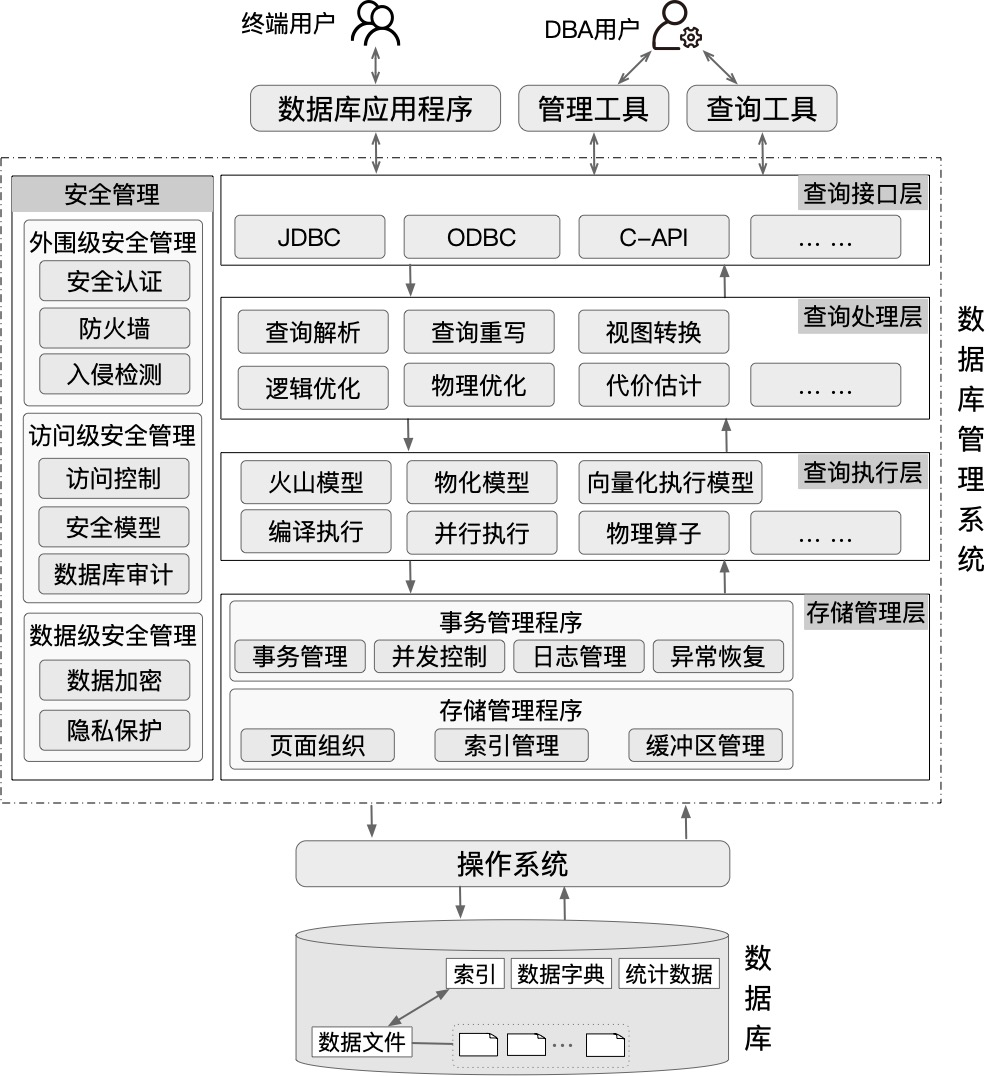 终端用户
DBA用户
数据库应用程序
管理工具
查询工具
安全管理
外围级安全管理
安全认证
防火墙
入侵检测
访问级安全管理
访问控制
安全模型
数据库审计
数据级安全管理
数据加密
隐私保护
查询接口层
JDBC
ODBC
C-API
... ...
查询处理层
查询解析
查询重写
视图转换
逻辑优化
物理优化
代价估计
... ...
查询执行层
火山模型
物化模型
向量化执行模型
编译执行
并行执行
物理算子
... ...
存储管理层
事务管理程序
事务管理
并发控制
日志管理
异常恢复
存储管理程序
页面组织
索引管理
缓冲区管理
数据库管理系统
操作系统
索引
数据字典
统计数据
数据文件
...
数据库